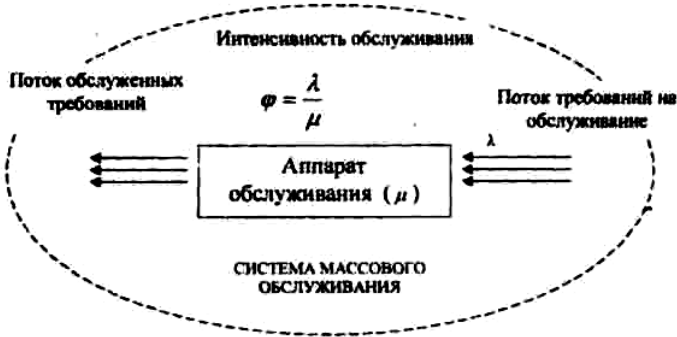 Интенсивность обслуживания
Поток обслуженных
требований
φ = λ / μ
Поток требований на
обслуживание
λ
Аппарат
обслуживания ( μ )
СИСТЕМА МАССОВОГО
ОБСЛУЖИВАНИЯ